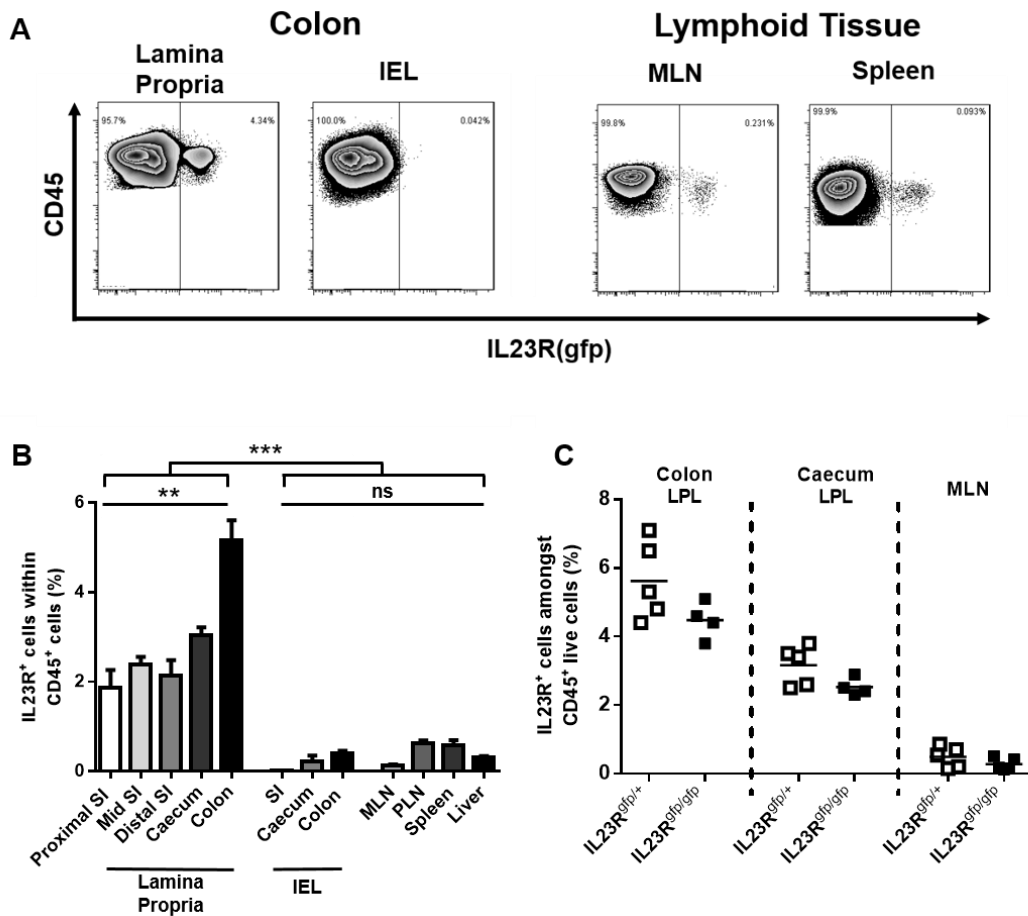 A
Colon
Lymphoid Tissue
Lamina
Propria
IEL
MLN
Spleen
95.7%
4.34%
100.0%
0.042%
99.8%
0.231%
99.9%
0.093%
CD45
IL23R(gfp)
B
***
**
ns
IL23R⁺ cells within
CD45⁺ cells (%)
6
4
2
0
Proximal SI
Mid SI
Distal SI
Caecum
Colon
SI
Caecum
Colon
MLN
PLN
Spleen
Liver
Lamina
Propria
IEL
C
Colon
LPL
Caecum
LPL
MLN
IL23R⁺ cells amongst
CD45⁺ live cells (%)
8
6
4
2
0
IL23Rgfp/+
IL23Rgfp/gfp
IL23Rgfp/+
IL23Rgfp/gfp
IL23Rgfp/+
IL23Rgfp/gfp